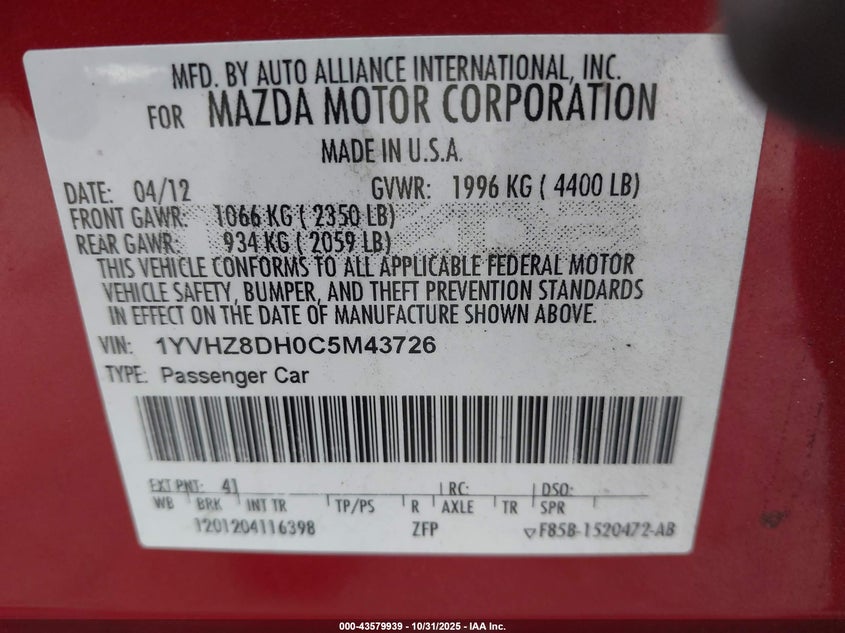 MFD. BY AUTO ALLIANCE INTERNATIONAL, INC.
FOR MAZDA MOTOR CORPORATION
MADE IN U.S.A.
DATE: 04/12 GVWR: 1996 KG ( 4400 LB)
FRONT GAWR: 1066 KG ( 2350 LB)
REAR GAWR: 934 KG ( 2059 LB)
THIS VEHICLE CONFORMS TO ALL APPLICABLE FEDERAL MOTOR
VEHICLE SAFETY, BUMPER, AND THEFT PREVENTION STANDARDS
IN EFFECT ON THE DATE OF MANUFACTURE SHOWN ABOVE.
VIN: 1YVHZ8DH0C5M43726
TYPE: Passenger Car
EXT PNT: 41 RC: DSO:
WB BRK INT TR TP/PS R AXLE TR SPR
1201204116398 ZFP ▽F85B-1520472-AB
000-43579939 - 10/31/2025 - IAA Inc.